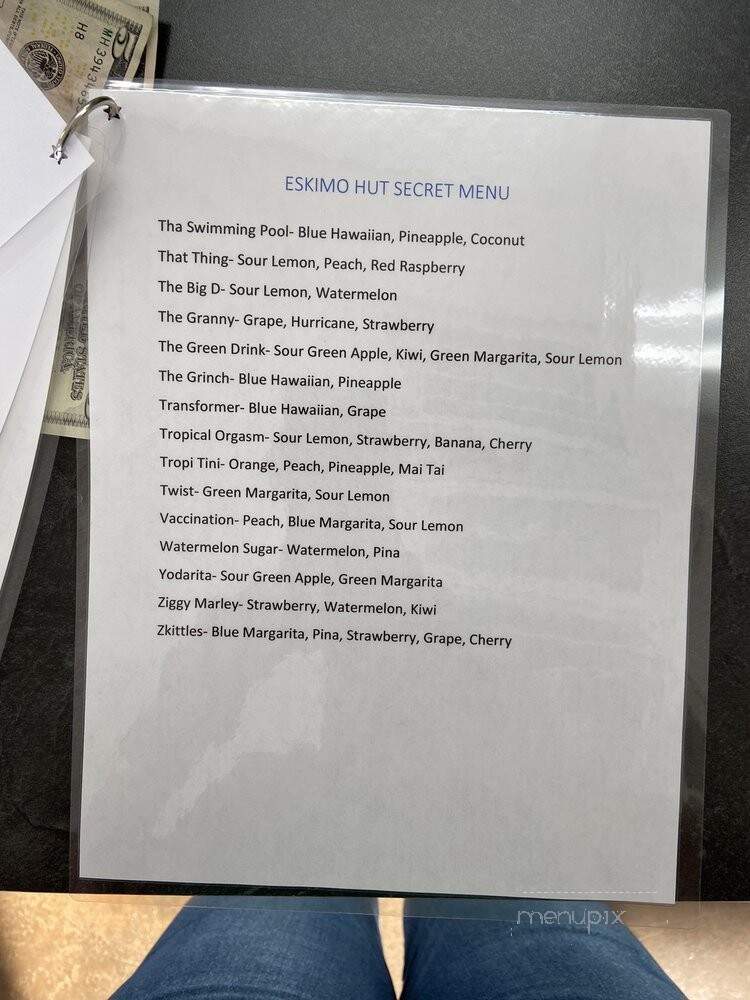 5
H8
MH3943465
ESKIMO HUT SECRET MENU
Tha Swimming Pool- Blue Hawaiian, Pineapple, Coconut
That Thing- Sour Lemon, Peach, Red Raspberry
The Big D- Sour Lemon, Watermelon
The Granny- Grape, Hurricane, Strawberry
The Green Drink- Sour Green Apple, Kiwi, Green Margarita, Sour Lemon
The Grinch- Blue Hawaiian, Pineapple
Transformer- Blue Hawaiian, Grape
Tropical Orgasm- Sour Lemon, Strawberry, Banana, Cherry
Tropi Tini- Orange, Peach, Pineapple, Mai Tai
Twist- Green Margarita, Sour Lemon
Vaccination- Peach, Blue Margarita, Sour Lemon
Watermelon Sugar- Watermelon, Pina
Yodarita- Sour Green Apple, Green Margarita
Ziggy Marley- Strawberry, Watermelon, Kiwi
Zkittles- Blue Margarita, Pina, Strawberry, Grape, Cherry
menupix